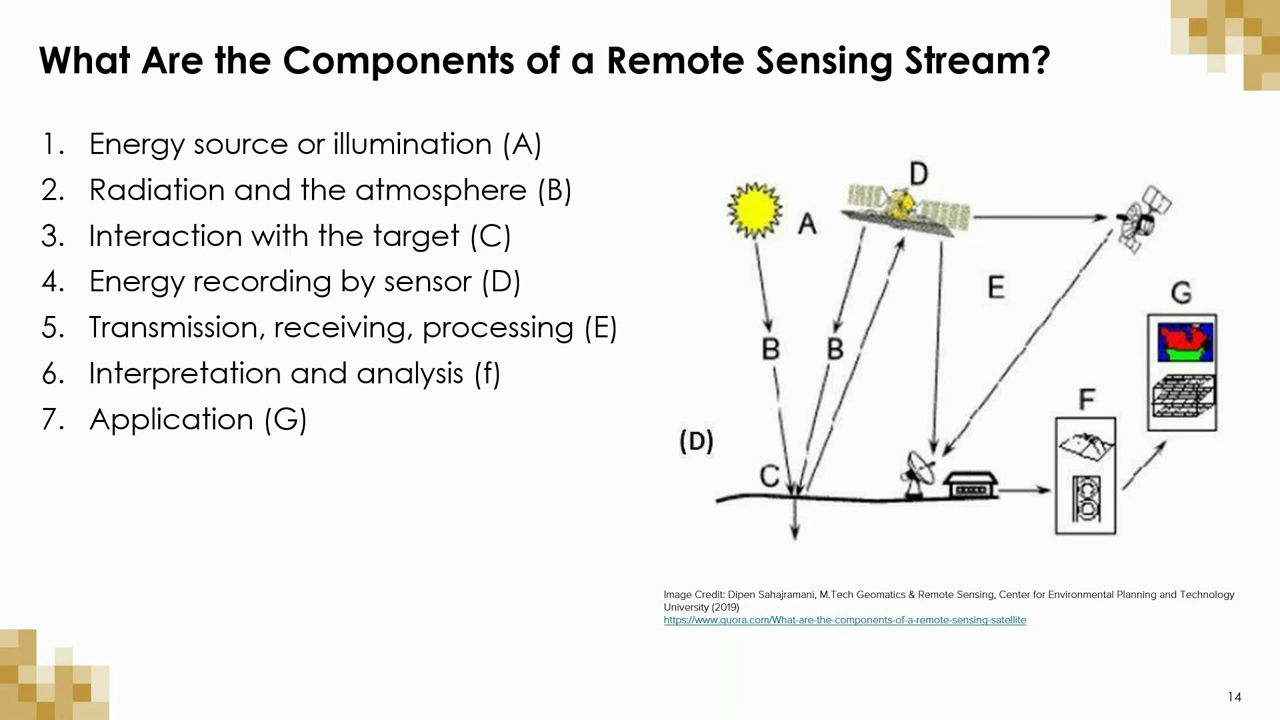 What Are the Components of a Remote Sensing Stream?
1. Energy source or illumination (A)
2. Radiation and the atmosphere (B)
3. Interaction with the target (C)
4. Energy recording by sensor (D)
5. Transmission, receiving, processing (E)
6. Interpretation and analysis (f)
7. Application (G)
D
A
E
G
B B
F
(D)
C
Image Credit: Dipen Sahajramani, M.Tech Geomatics & Remote Sensing, Center for Environmental Planning and Technology
University (2019)
https://www.quora.com/What-are-the-components-of-a-remote-sensing-satellite
14